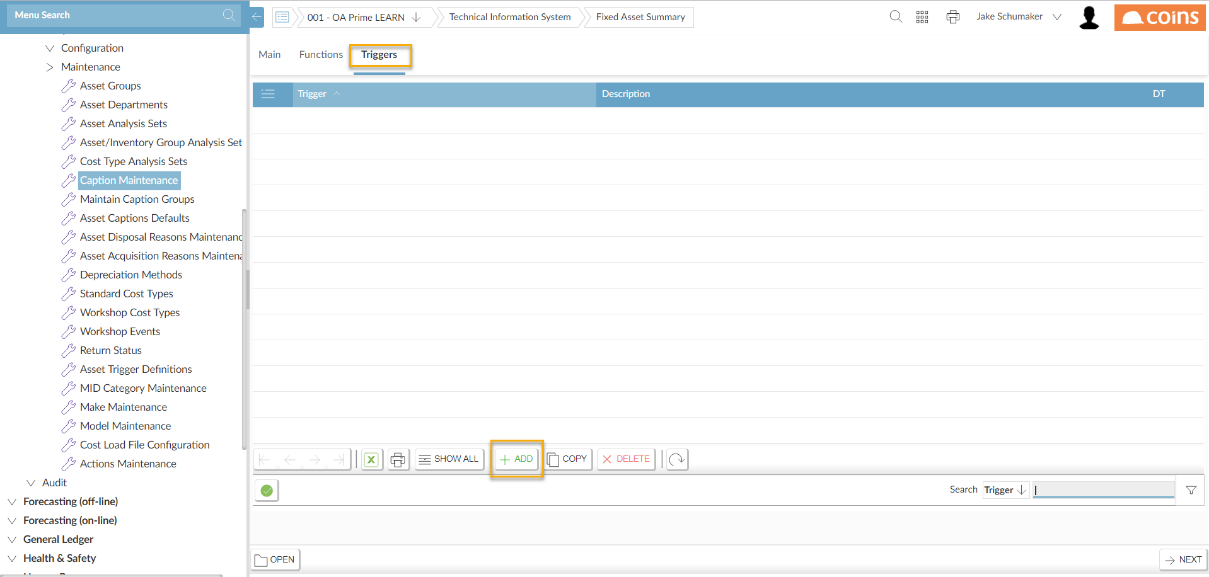 Menu Search
001 - OA Prime LEARN
Technical Information System
Fixed Asset Summary
Jake Schumaker
COINS
Configuration
Maintenance
Asset Groups
Asset Departments
Asset Analysis Sets
Asset/Inventory Group Analysis Set
Cost Type Analysis Sets
Caption Maintenance
Maintain Caption Groups
Asset Captions Defaults
Asset Disposal Reasons Maintenanc
Asset Acquisition Reasons Maintena
Depreciation Methods
Standard Cost Types
Workshop Cost Types
Workshop Events
Return Status
Asset Trigger Definitions
MID Category Maintenance
Make Maintenance
Model Maintenance
Cost Load File Configuration
Actions Maintenance
Audit
Forecasting (off-line)
Forecasting (on-line)
General Ledger
Health & Safety
Main Functions Triggers
Trigger Description DT
SHOW ALL ADD COPY DELETE
Search Trigger
OPEN NEXT